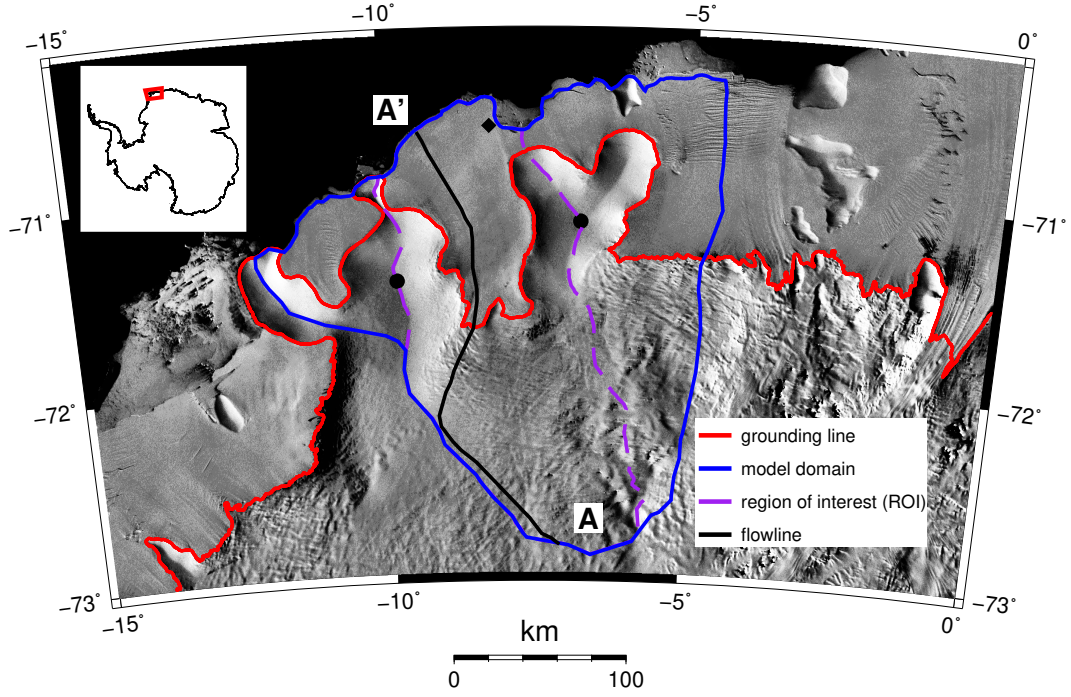 −10˚
−5˚
−15˚
0˚
A’
−71˚
−71˚
−72˚
−72˚
grounding line
model domain
region of interest (ROI)
A
flowline
−73˚
−73˚
−15˚
−10˚
−5˚
0˚
km
0
100